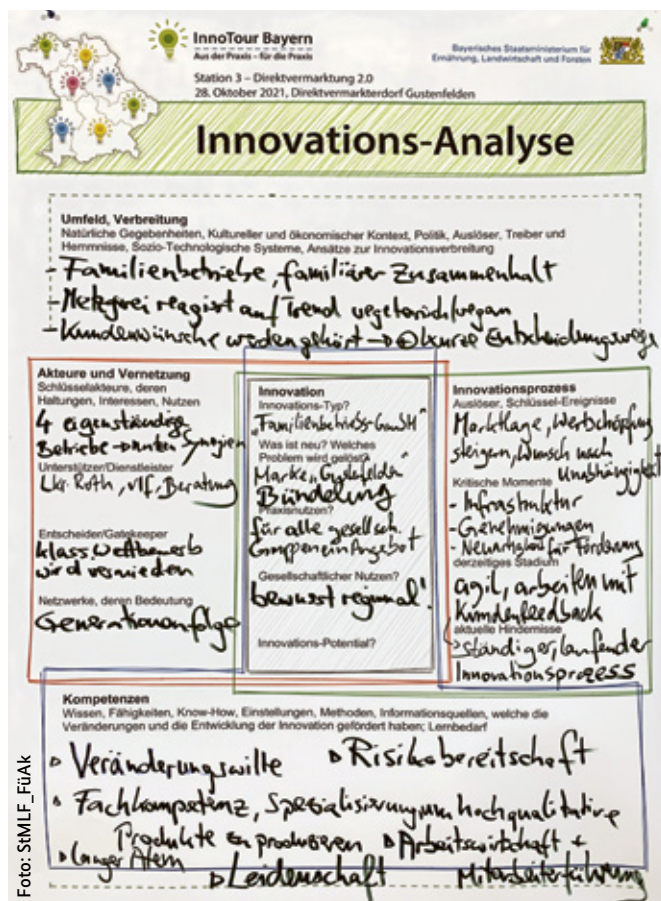 InnoTour Bayern
Aus der Praxis – für die Praxis
Bayerisches Staatsministerium für
Ernährung, Landwirtschaft und Forsten
Station 3 – Direktvermarktung 2.0
28. Oktober 2021, Direktvermarkterdorf Gustenfelden
Innovations-Analyse
Umfeld, Verbreitung
Natürliche Gegebenheiten, Kultureller und ökonomischer Kontext, Politik, Auslöser, Treiber und
Hemmnisse, Sozio-Technologische Systeme, Ansätze zur Innovationsverbreitung
- Familienbetriebe, familiärer Zusammenhalt
- Metzgerei reagiert auf Trend vegetarisch/vegan
- Kundenwünsche werden gehört → ⊕ kurze Entscheidungswege
Akteure und Vernetzung
Schlüsselakteure, deren
Haltungen, Interessen, Nutzen
4 eigenständige
Betriebe → nutzen Synergien
Unterstützer/Dienstleister
Lkr. Roth, vlf, Beratung
Entscheider/Gatekeeper
klass. Wettbewerb
wird vermieden
Netzwerke, deren Bedeutung
Generationenfolge
Innovation
Innovations-Typ?
"Familienbetriebs-GmbH"
Was ist neu? Welches
Problem wird gelöst?
Marke "Gustenfelden"
Bündelung
Praxisnutzen?
für alle gesellsch.
Gruppen ein Angebot
Gesellschaftlicher Nutzen?
bewusst regional!
Innovations-Potential?
Innovationsprozess
Auslöser, Schlüssel-Ereignisse
Marktlage, Wertschöpfung
steigern, Wunsch nach
Unabhängigkeit
Kritische Momente
- Infrastruktur
- Genehmigungen
- Neuartigkeit für Förderung
derzeitiges Stadium
agil, arbeiten mit
Kundenfeedback
aktuelle Hindernisse
ständiger, laufender
Innovationsprozess
Kompetenzen
Wissen, Fähigkeiten, Know-How, Einstellungen, Methoden, Informationsquellen, welche die
Veränderungen und die Entwicklung der Innovation gefördert haben; Lernbedarf
▹ Veränderungswille ▹ Risikobereitschaft
▹ Fachkompetenz, Spezialisierung um hochqualitative
Produkte zu produzieren ▹ Arbeitswirtschaft +
▹ langer Atem
▹ Leidenschaft Mitarbeiterführung
Foto: StMLF_FüAk